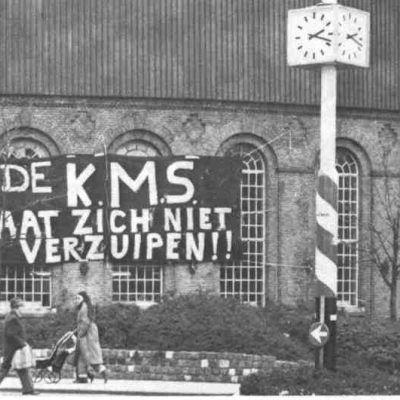 DE K.M.S.
AAT ZICH NIET
VERZUIPEN!!